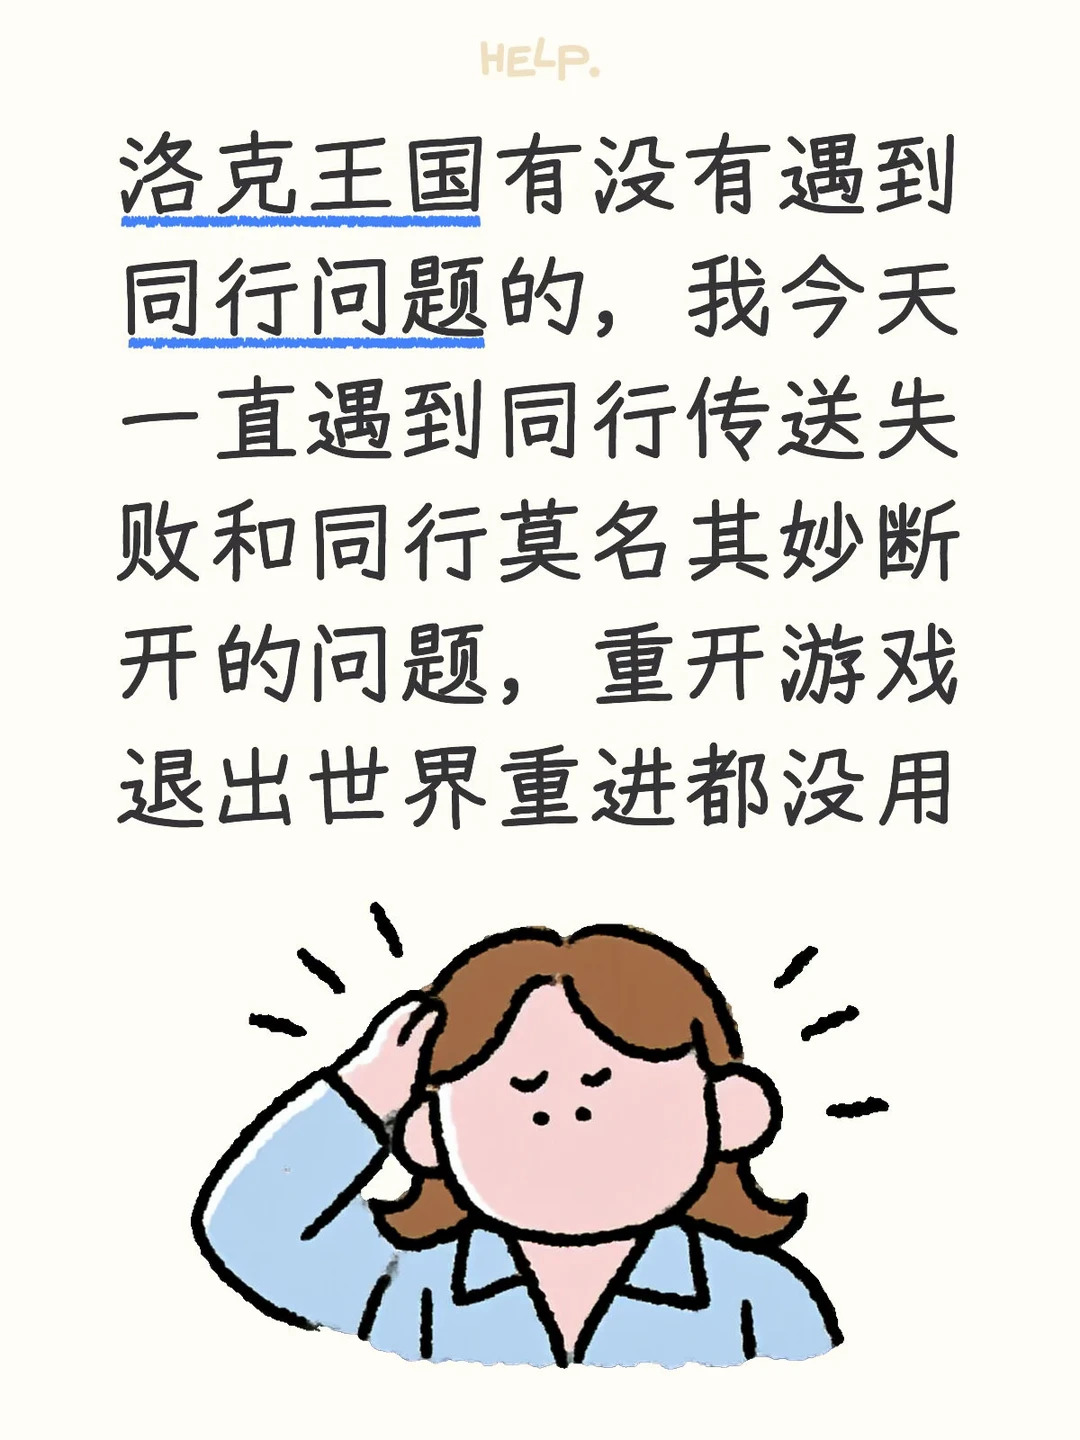 HELP.
洛克王国有没有遇到
同行问题的，我今天
一直遇到同行传送失
败和同行莫名其妙断
开的问题，重开游戏
退出世界重进都没用